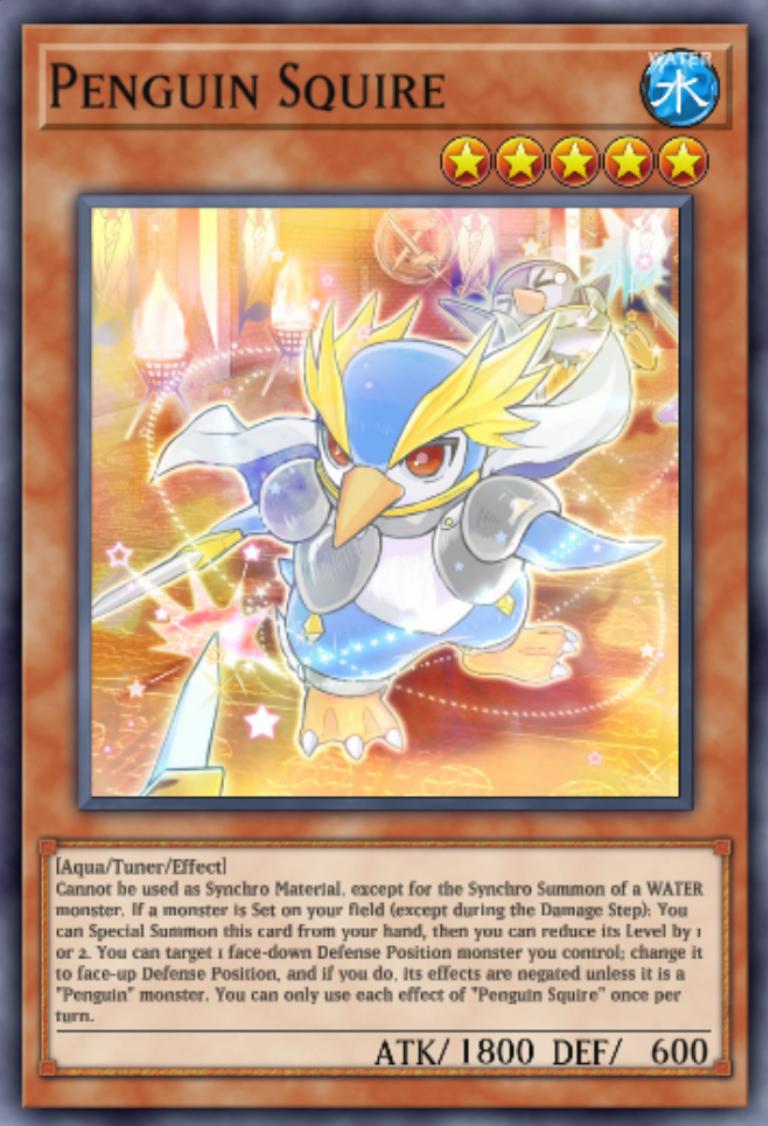 Penguin Squire
WATER
水
[Aqua/Tuner/Effect]
Cannot be used as Synchro Material, except for the Synchro Summon of a WATER
monster. If a monster is Set on your field (except during the Damage Step): You
can Special Summon this card from your hand, then you can reduce its Level by 1
or 2. You can target 1 face-down Defense Position monster you control; change it
to face-up Defense Position, and if you do, its effects are negated unless it is a
"Penguin" monster. You can only use each effect of "Penguin Squire" once per
turn.
ATK/ 1800 DEF/ 600